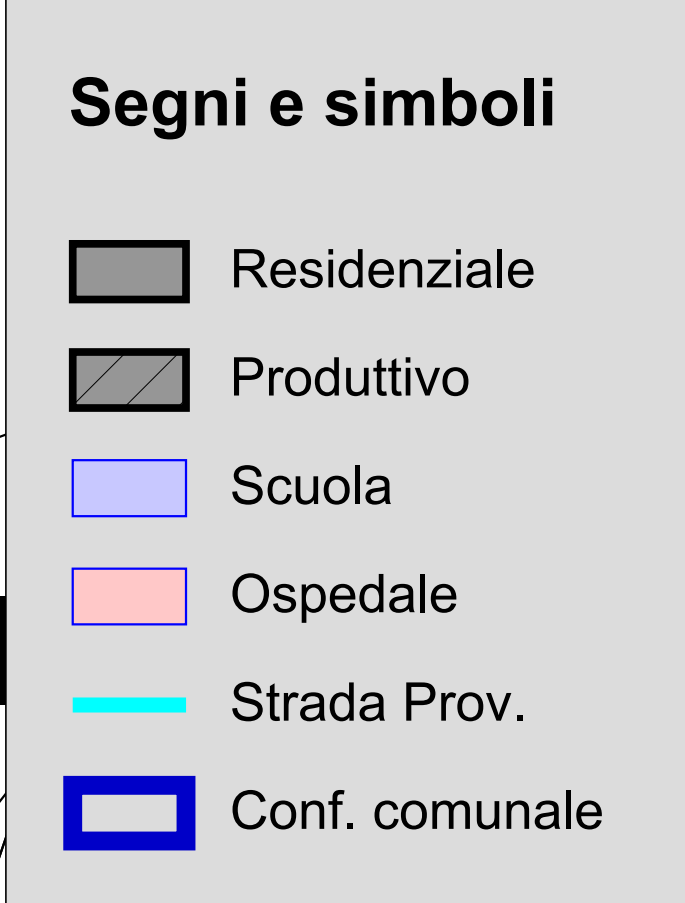 Segni e simboli
Residenziale
Produttivo
Scuola
Ospedale
Strada Prov.
Conf. comunale